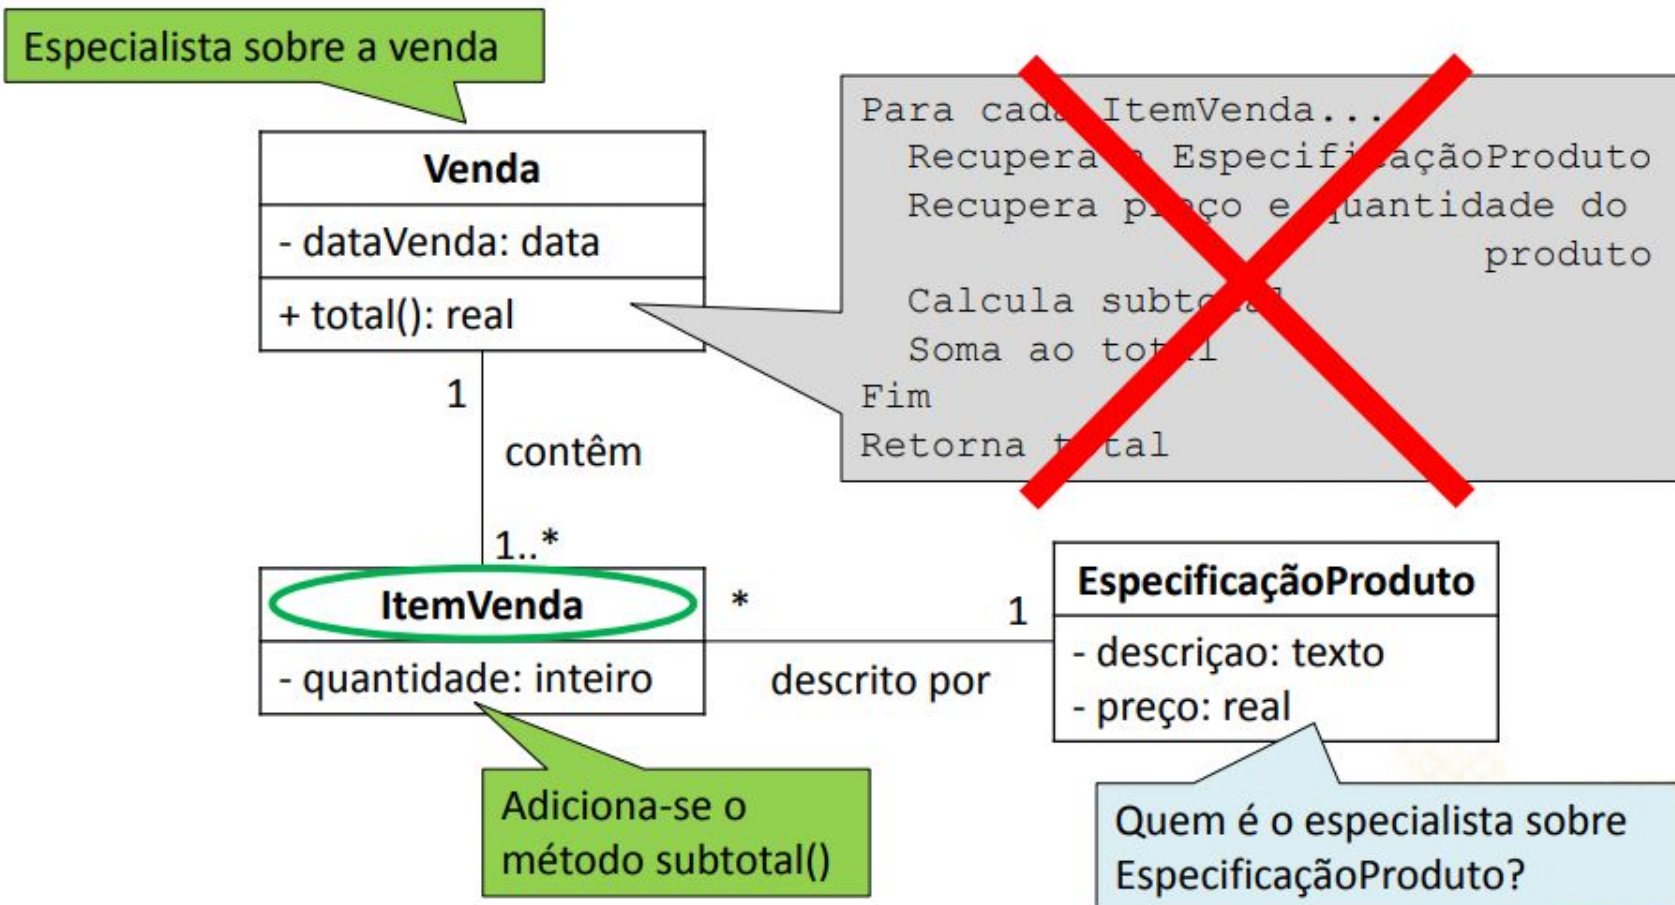 Especialista sobre a venda
Venda
- dataVenda: data
+ total(): real
Para cada ItemVenda...
Recupera a EspecificaçãoProduto
Recupera preço e quantidade do
produto
Calcula subtotal
Soma ao total
Fim
Retorna total
1
contêm
1..*
ItemVenda
- quantidade: inteiro
*
1
descrito por
EspecificaçãoProduto
- descriçao: texto
- preço: real
Adiciona-se o
método subtotal()
Quem é o especialista sobre
EspecificaçãoProduto?